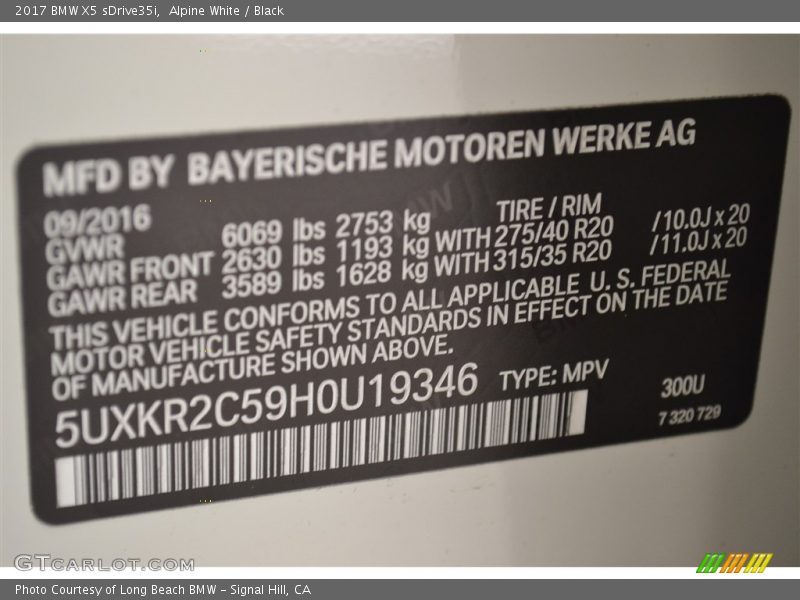 2017 BMW X5 sDrive35i,  Alpine White / Black
MFD BY BAYERISCHE MOTOREN WERKE AG
09/2016 TIRE / RIM
GVWR 6069 lbs 2753 kg
GAWR FRONT 2630 lbs 1193 kg WITH 275/40 R20 /10.0J x 20
GAWR REAR 3589 lbs 1628 kg WITH 315/35 R20 /11.0J x 20
THIS VEHICLE CONFORMS TO ALL APPLICABLE U. S. FEDERAL
MOTOR VEHICLE SAFETY STANDARDS IN EFFECT ON THE DATE
OF MANUFACTURE SHOWN ABOVE.
5UXKR2C59H0U19346 TYPE: MPV 300U
7 320 729
GTCARLOT.COM
Photo Courtesy of Long Beach BMW – Signal Hill, CA